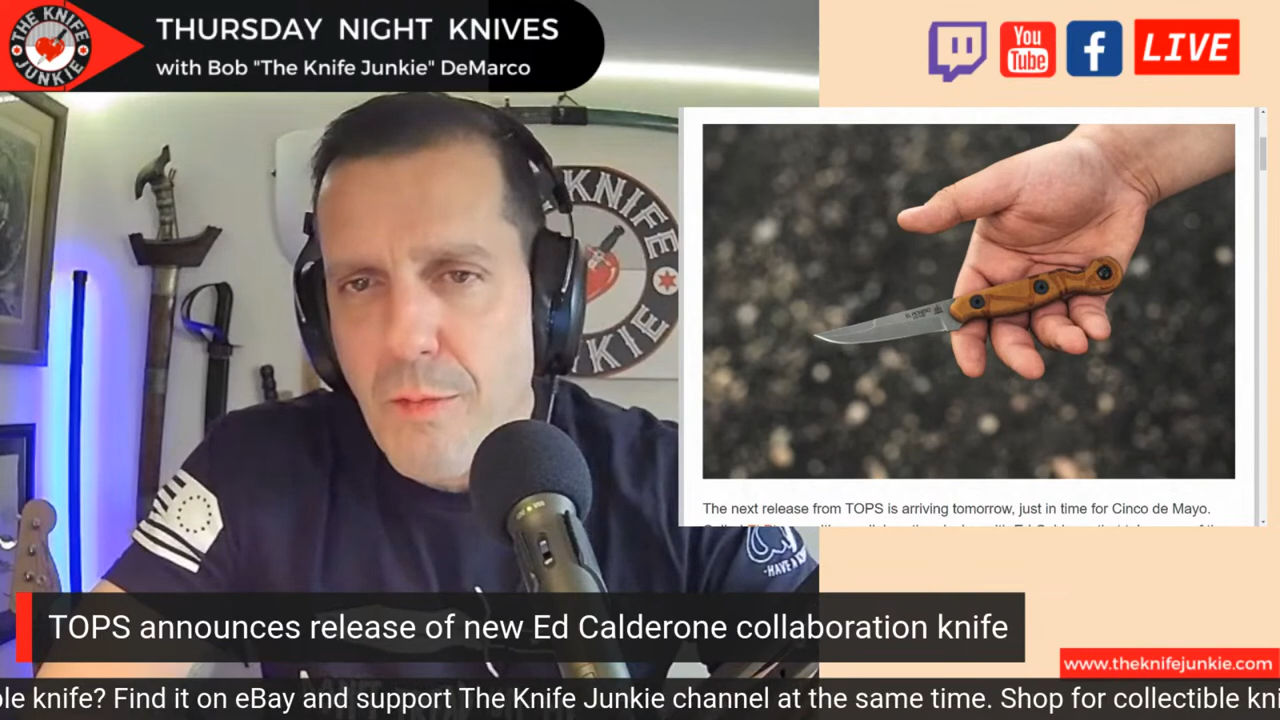 THE KNIFE
JUNKIE
THURSDAY NIGHT KNIVES
with Bob "The Knife Junkie" DeMarco
You
Tube
LIVE
KNIFE
NKIE
The next release from TOPS is arriving tomorrow, just in time for Cinco de Mayo.
-HAVE A
TOPS announces release of new Ed Calderone collaboration knife
www.theknifejunkie.com
ble knife? Find it on eBay and support The Knife Junkie channel at the same time. Shop for collectible kni